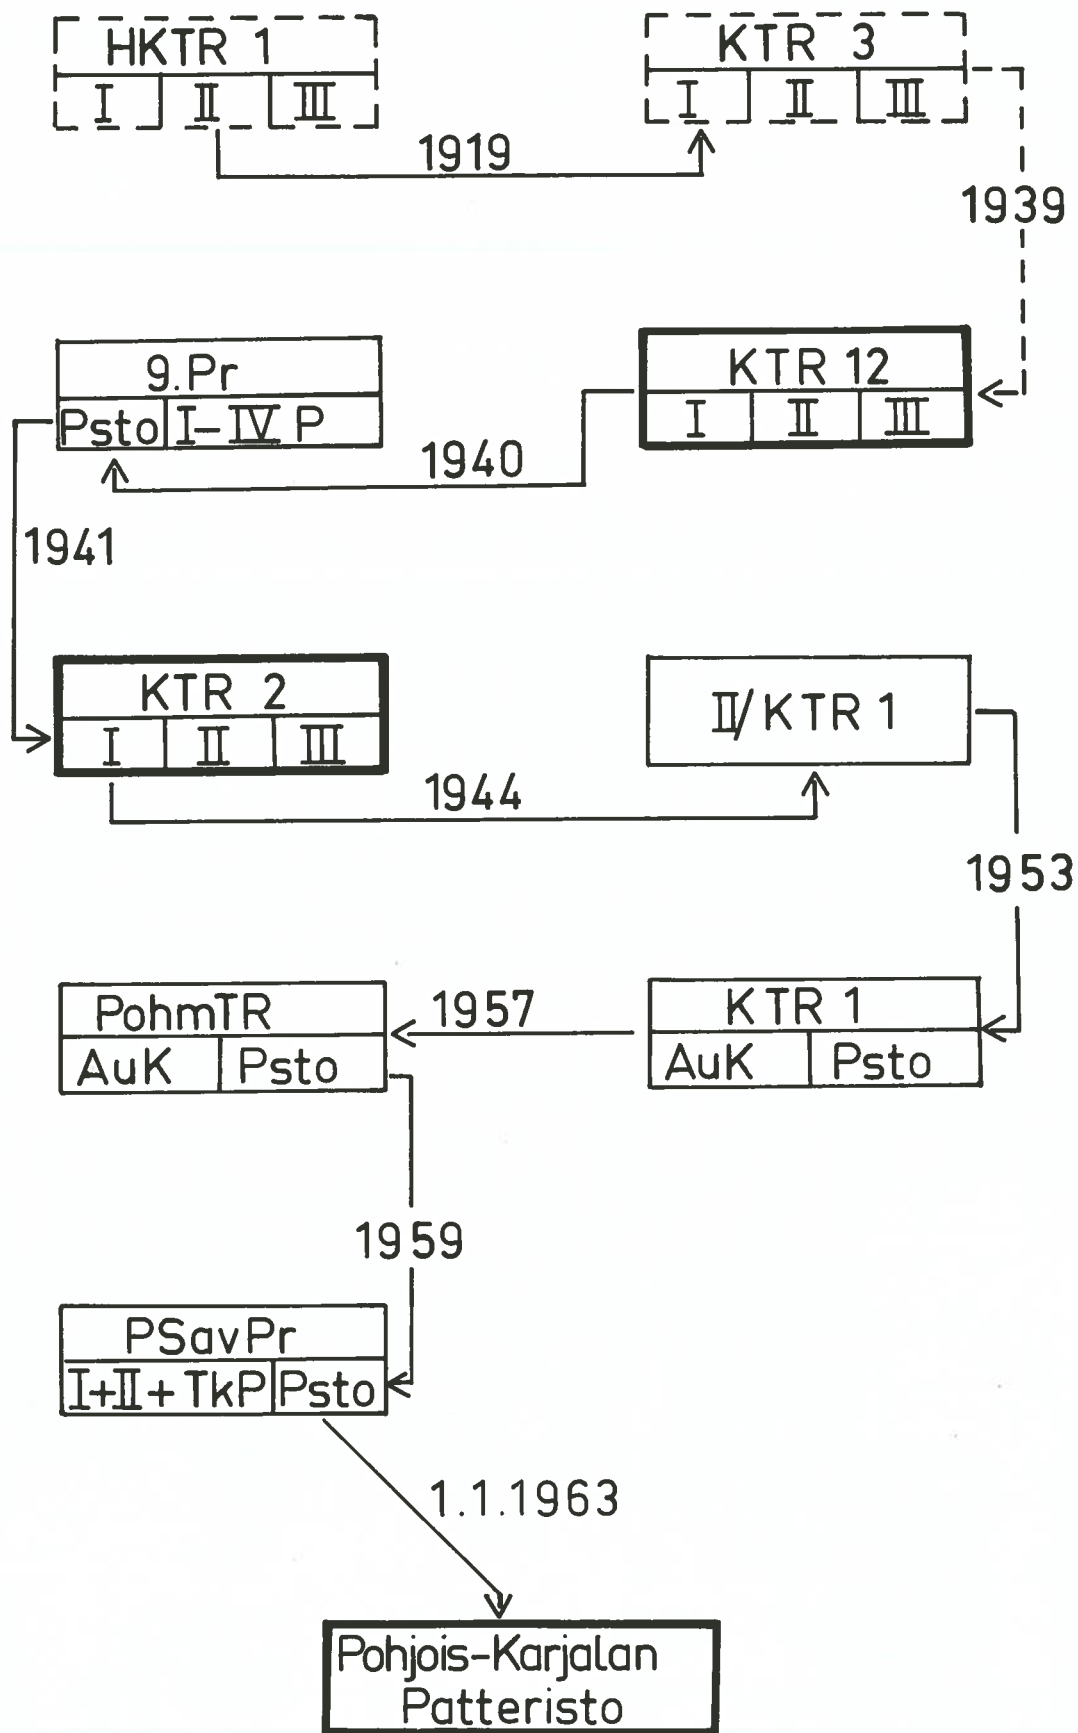 HKTR 1
I II III
KTR 3
I II III
1919
1939
9.Pr
Psto I-IV P
KTR 12
I II III
1940
1941
KTR 2
I II III
II/KTR 1
1944
1953
PohmTR
AuK Psto
1957
KTR 1
AuK Psto
1959
PSavPr
I+II+TkP Psto
1.1.1963
Pohjois-Karjalan
Patteristo